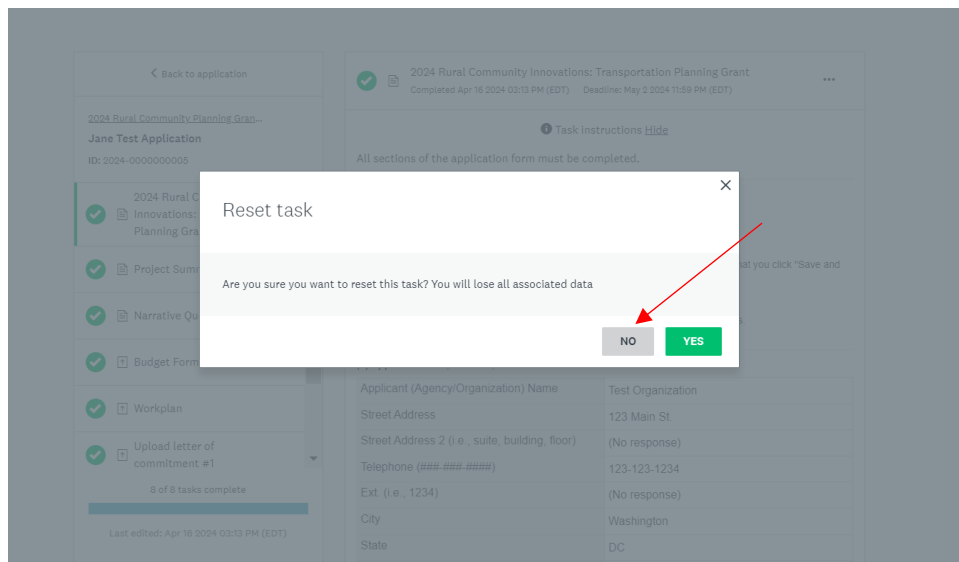 Back to application
2024 Rural Community Planning Gran...
Jane Test Application
ID: 2024-0000000005
2024 Rural C
Innovations:
Planning Gra
Project Summ
Narrative Qu
Budget Form
Workplan
Upload letter of
commitment #1
8 of 8 tasks complete
Last edited: Apr 16 2024 03:13 PM (EDT)
2024 Rural Community Innovations: Transportation Planning Grant
Completed Apr 16 2024 03:13 PM (EDT) Deadline: May 2 2024 11:59 PM (EDT)
Task Instructions Hide
All sections of the application form must be completed.
hat you click "Save and
Reset task
Are you sure you want to reset this task? You will lose all associated data
NO YES
Applicant (Agency/Organization) Name Test Organization
Street Address 123 Main St.
Street Address 2 (i.e., suite, building, floor) (No response)
Telephone (###-###-####) 123-123-1234
Ext. (i.e., 1234) (No response)
City Washington
State DC